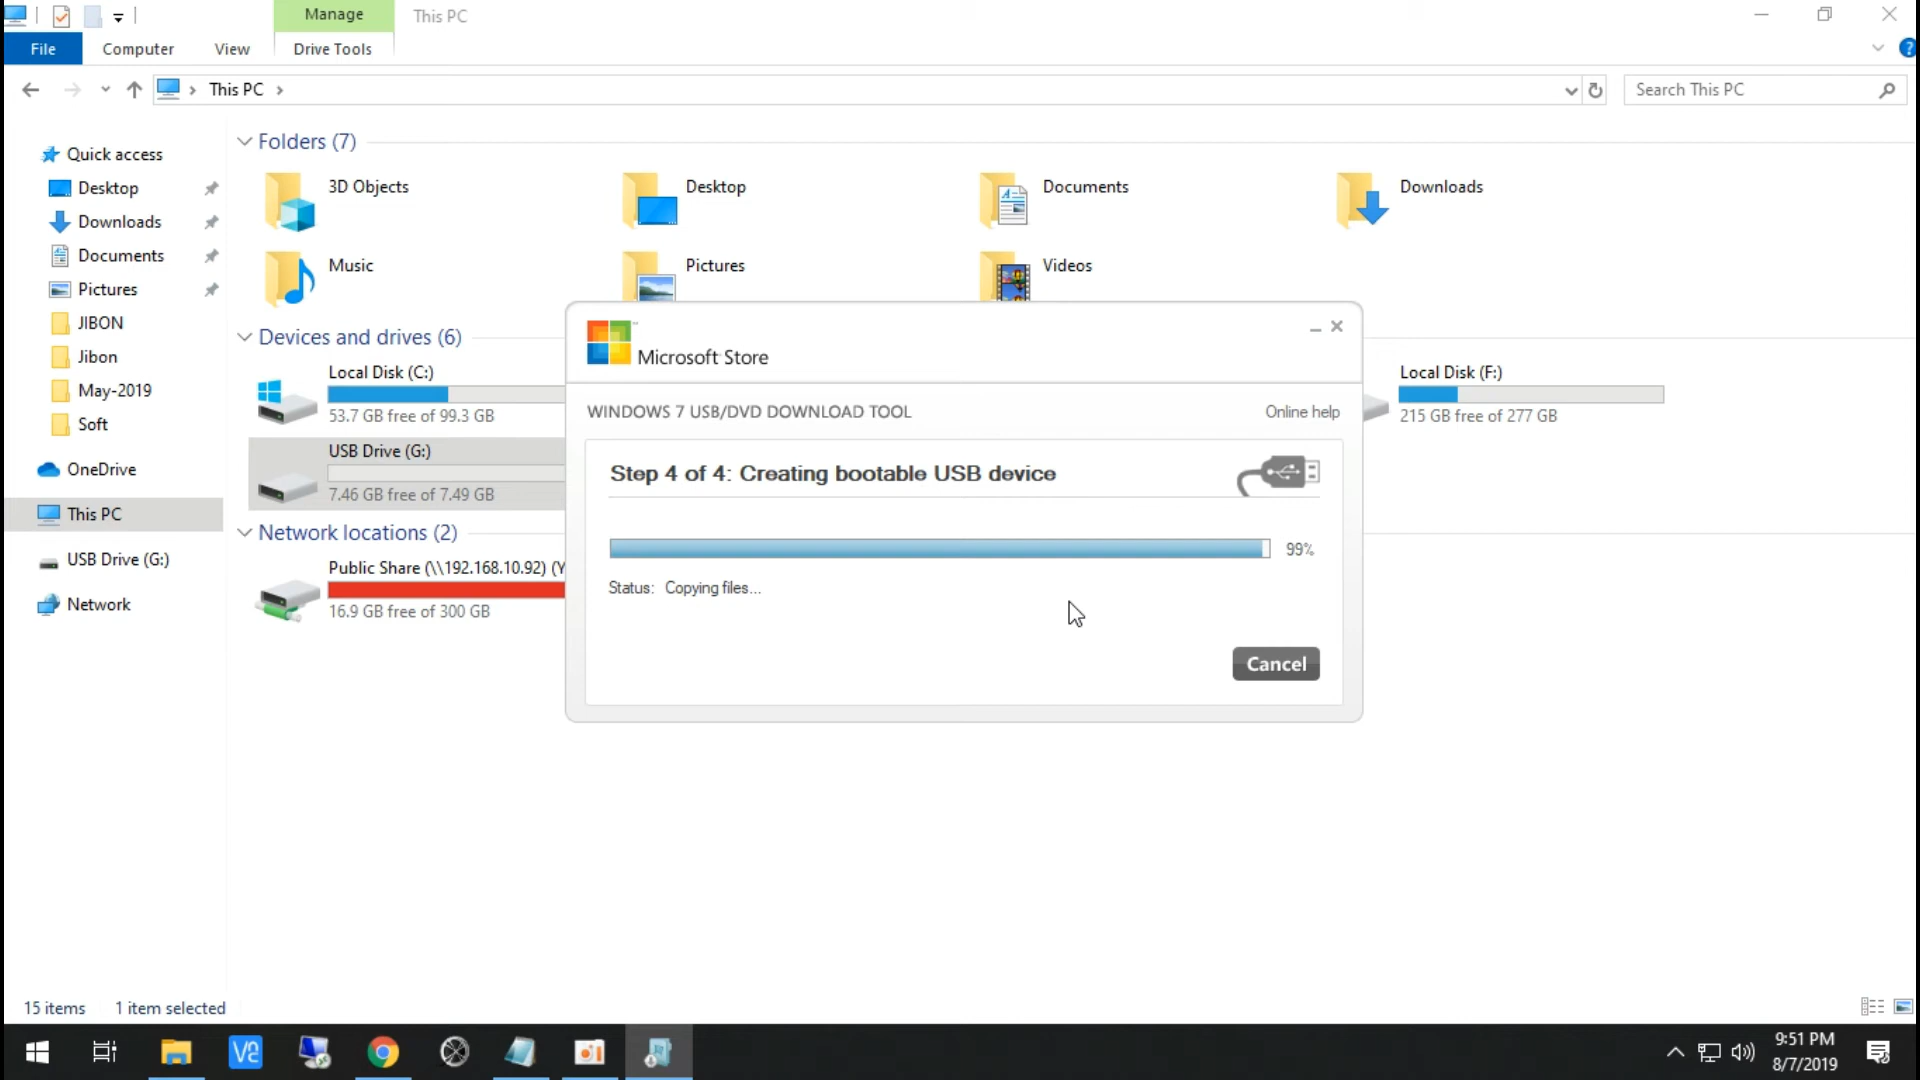 Manage
This PC
File
Computer
View
Drive Tools
This PC
Search This PC
Quick access
Desktop
Downloads
Documents
Pictures
JIBON
Jibon
May-2019
Soft
OneDrive
This PC
USB Drive (G:)
Network
Folders (7)
3D Objects
Desktop
Documents
Downloads
Music
Pictures
Videos
Devices and drives (6)
Local Disk (C:)
53.7 GB free of 99.3 GB
Local Disk (F:)
215 GB free of 277 GB
USB Drive (G:)
7.46 GB free of 7.49 GB
Network locations (2)
Public Share (\\192.168.10.92) (Y
16.9 GB free of 300 GB
Microsoft Store
WINDOWS 7 USB/DVD DOWNLOAD TOOL
Online help
Step 4 of 4: Creating bootable USB device
99%
Status: Copying files...
Cancel
15 items
1 item selected
9:51 PM
8/7/2019